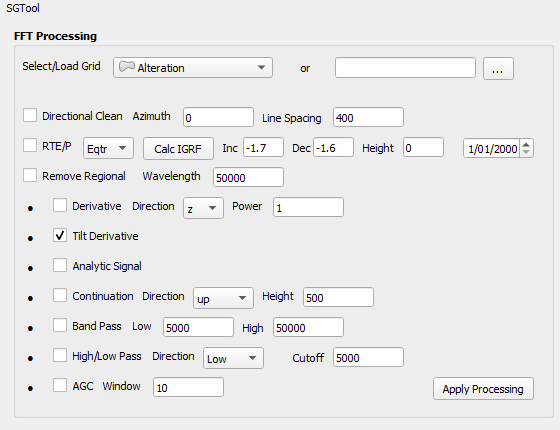 SGTool
FFT Processing
Select/Load Grid Alteration or ...
Directional Clean Azimuth 0 Line Spacing 400
RTE/P Eqtr Calc IGRF Inc -1.7 Dec -1.6 Height 0 1/01/2000
Remove Regional Wavelength 50000
• Derivative Direction z Power 1
• Tilt Derivative
• Analytic Signal
• Continuation Direction up Height 500
• Band Pass Low 5000 High 50000
• High/Low Pass Direction Low Cutoff 5000
• AGC Window 10 Apply Processing